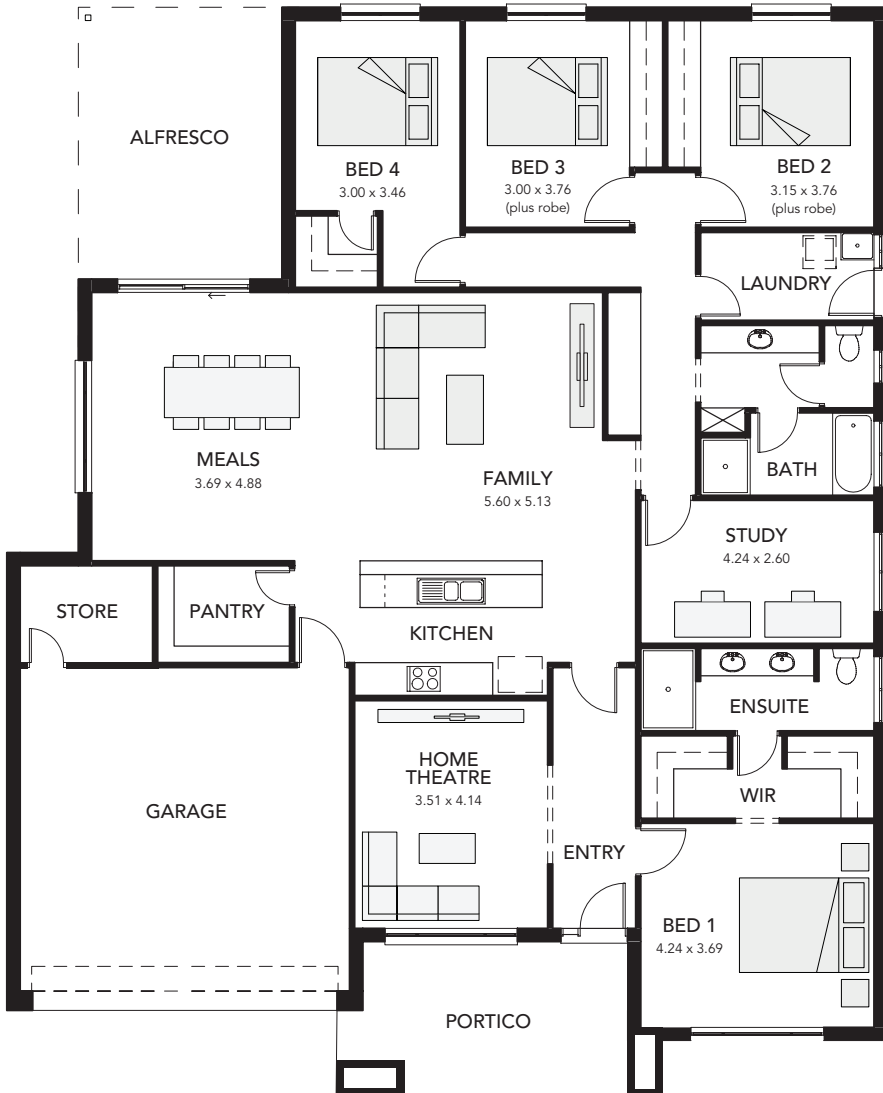 ALFRESCO
BED 4
3.00 x 3.46
BED 3
3.00 x 3.76
(plus robe)
BED 2
3.15 x 3.76
(plus robe)
LAUNDRY
MEALS
3.69 x 4.88
FAMILY
5.60 x 5.13
BATH
STUDY
4.24 x 2.60
STORE
PANTRY
KITCHEN
ENSUITE
HOME
THEATRE
3.51 x 4.14
WIR
GARAGE
ENTRY
BED 1
4.24 x 3.69
PORTICO